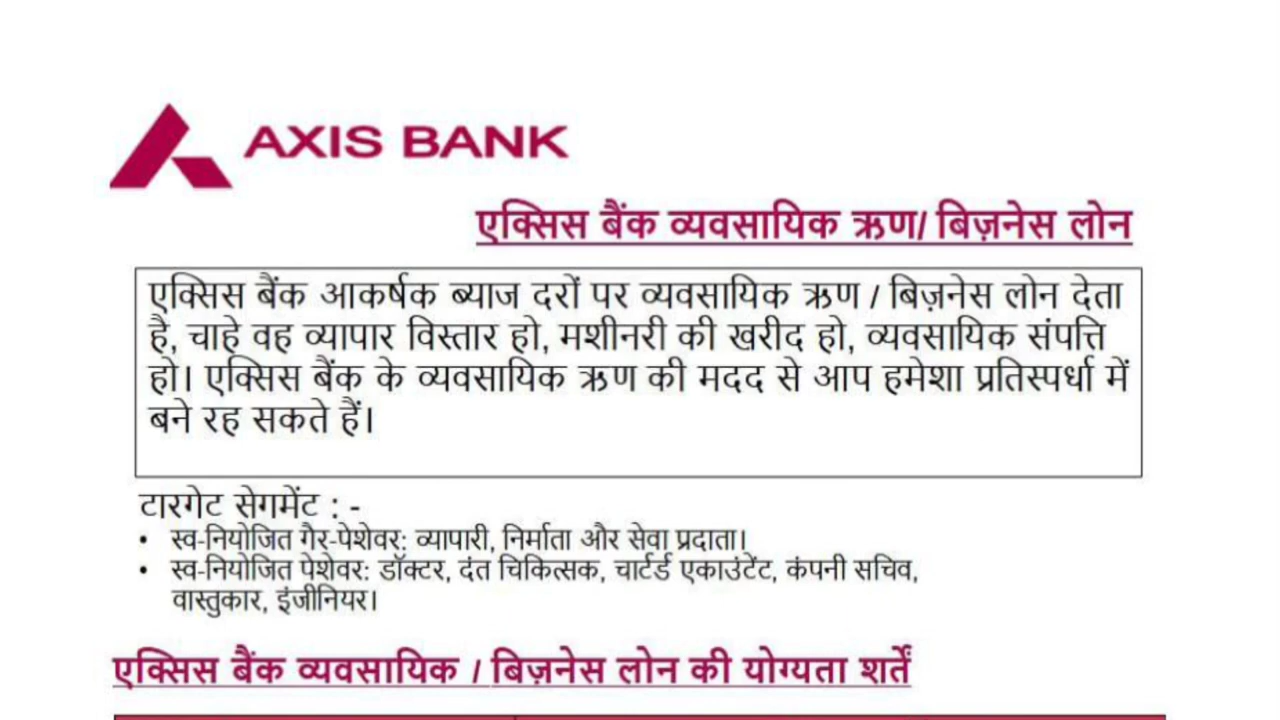 AXIS BANK
एक्सिस बैंक व्यवसायिक ऋण/ बिज़नेस लोन
एक्सिस बैंक आकर्षक ब्याज दरों पर व्यवसायिक ऋण / बिज़नेस लोन देता
है, चाहे वह व्यापार विस्तार हो, मशीनरी की खरीद हो, व्यवसायिक संपत्ति
हो। एक्सिस बैंक के व्यवसायिक ऋण की मदद से आप हमेशा प्रतिस्पर्धा में
बने रह सकते हैं।
टारगेट सेगमेंट : -
• स्व-नियोजित गैर-पेशेवर: व्यापारी, निर्माता और सेवा प्रदाता।
• स्व-नियोजित पेशेवर: डॉक्टर, दंत चिकित्सक, चार्टर्ड एकाउंटेंट, कंपनी सचिव,
वास्तुकार, इंजीनियर।
एक्सिस बैंक व्यवसायिक / बिज़नेस लोन की योग्यता शर्तें